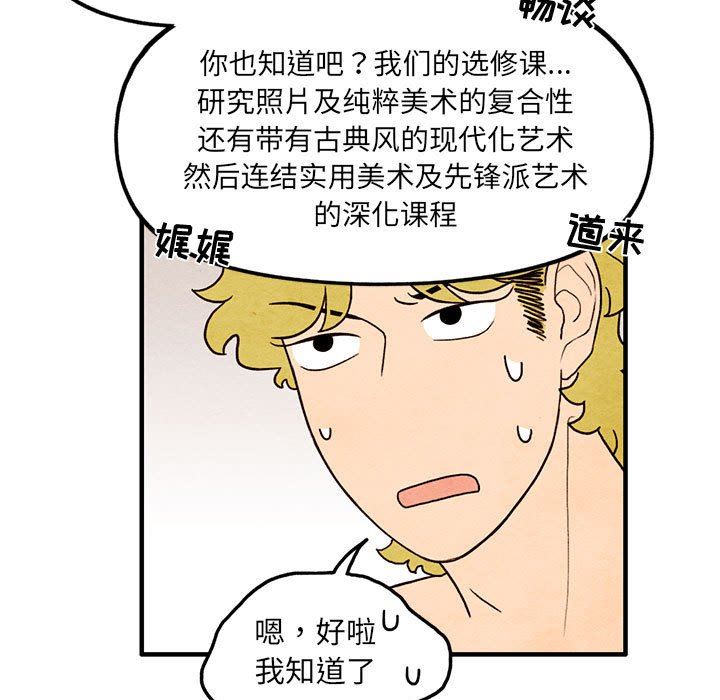 畅谈
你也知道吧？我们的选修课...
研究照片及纯粹美术的复合性
还有带有古典风的现代化艺术
然后连结实用美术及先锋派艺术
的深化课程
娓娓
道来
嗯，好啦
我知道了